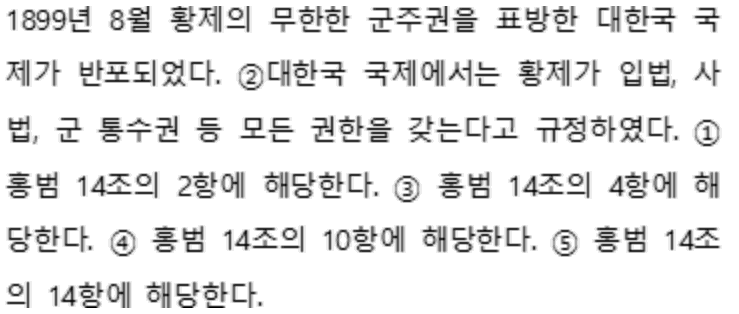 1899년 8월 황제의 무한한 군주권을 표방한 대한국 국
제가 반포되었다. ②대한국 국제에서는 황제가 입법, 사
법, 군 통수권 등 모든 권한을 갖는다고 규정하였다. ①
홍범 14조의 2항에 해당한다. ③ 홍범 14조의 4항에 해
당한다. ④ 홍범 14조의 10항에 해당한다. ⑤ 홍범 14조
의 14항에 해당한다.